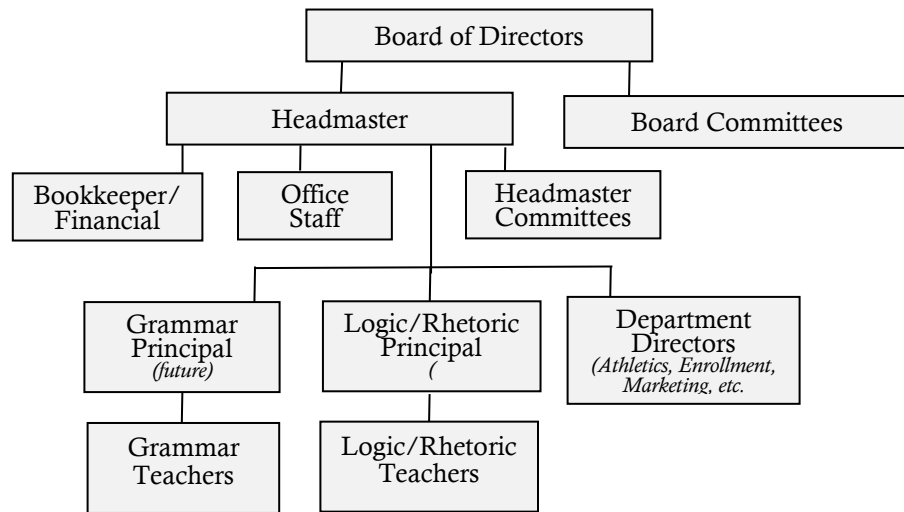 Board of Directors
Headmaster
Board Committees
Bookkeeper/
Financial
Office
Staff
Headmaster
Committees
Grammar
Principal
(future)
Logic/Rhetoric
Principal
(
Department
Directors
(Athletics, Enrollment,
Marketing, etc.
Grammar
Teachers
Logic/Rhetoric
Teachers